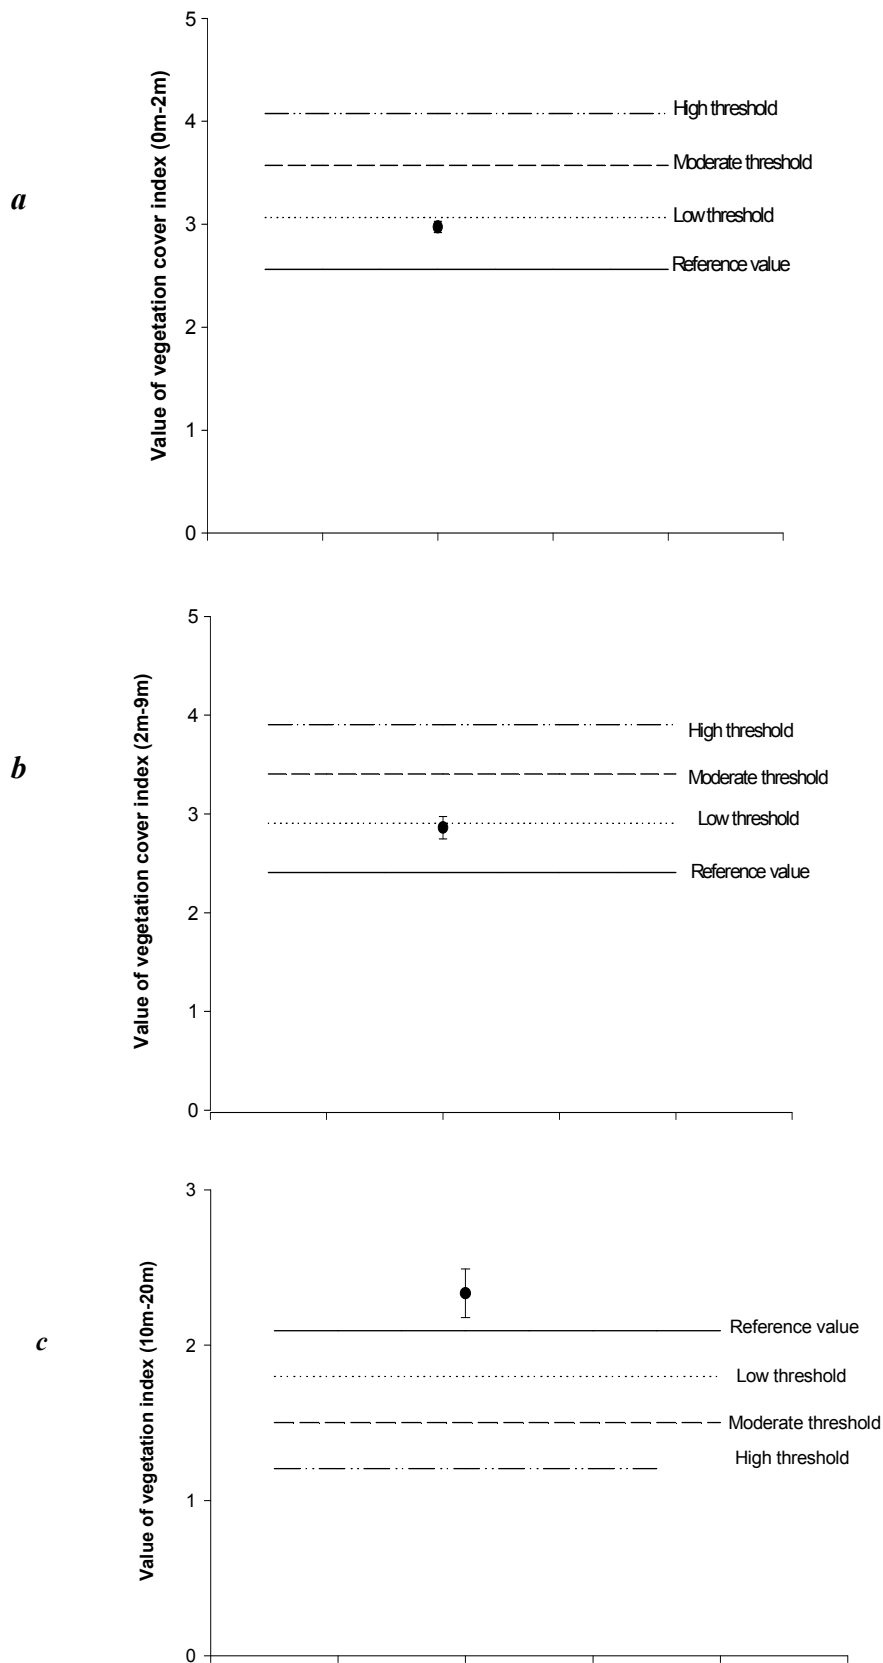 a
Value of vegetation cover index (0m-2m)
5
4
3
2
1
0
High threshold
Moderate threshold
Low threshold
Reference value
b
Value of vegetation cover index (2m-9m)
5
4
3
2
1
0
High threshold
Moderate threshold
Low threshold
Reference value
c
Value of vegetation index (10m-20m)
3
2
1
0
Reference value
Low threshold
Moderate threshold
High threshold